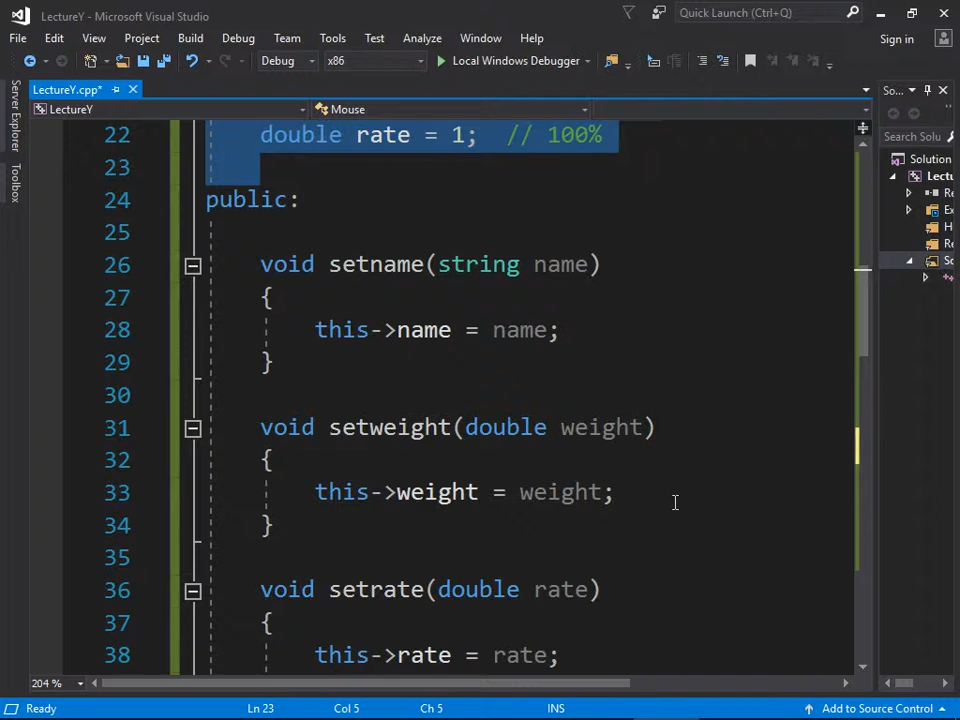 LectureY - Microsoft Visual Studio
Quick Launch (Ctrl+Q)
File Edit View Project Build Debug Team Tools Test Analyze Window Help
Sign in
Debug x86 Local Windows Debugger
Server Explorer
Toolbox
LectureY.cpp*
So...
LectureY Mouse
Search Solu
Solution
Lectu
Re
Ex
H
Re
So
22 double rate = 1; // 100%
23
24 public:
25
26 void setname(string name)
27 {
28 this->name = name;
29 }
30
31 void setweight(double weight)
32 {
33 this->weight = weight;
34 }
35
36 void setrate(double rate)
37 {
38 this->rate = rate;
204 %
Ready Ln 23 Col 5 Ch 5 INS Add to Source Control